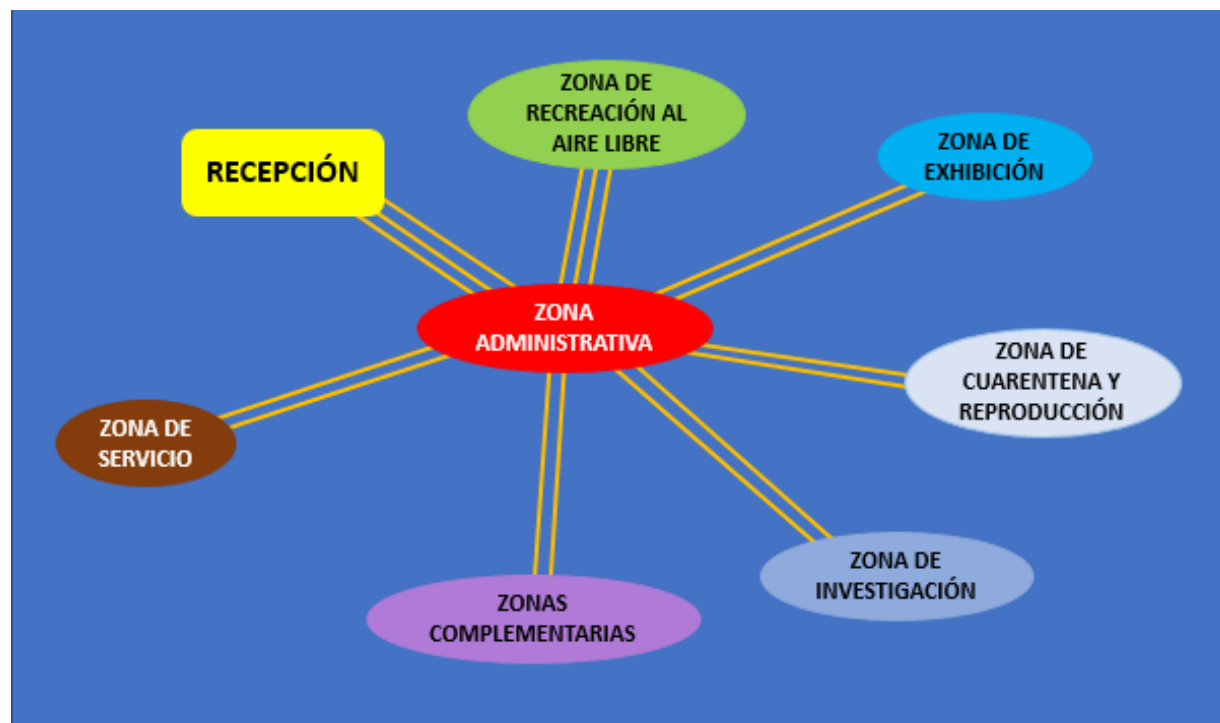 ZONA DE
RECREACIÓN AL
AIRE LIBRE
RECEPCIÓN
ZONA DE
EXHIBICIÓN
ZONA
ADMINISTRATIVA
ZONA DE
CUARENTENA Y
REPRODUCCIÓN
ZONA DE
SERVICIO
ZONA DE
INVESTIGACIÓN
ZONAS
COMPLEMENTARIAS